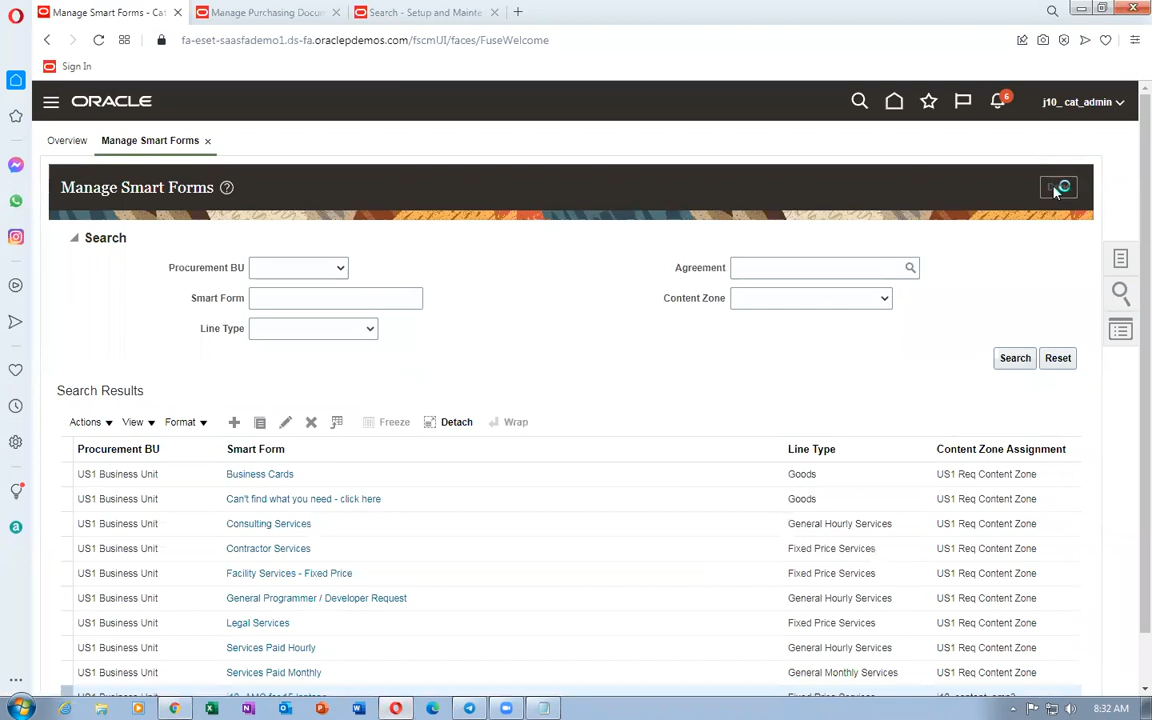 Manage Smart Forms - Cat
Manage Purchasing Docum
Search - Setup and Mainte
fa-eset-saasfademo1.ds-fa.oraclepdemos.com/fscmUI/faces/FuseWelcome
Sign In
ORACLE
6
j10_ cat_admin
Overview
Manage Smart Forms
Manage Smart Forms
Search
Procurement BU
Agreement
Smart Form
Content Zone
Line Type
Search
Reset
Search Results
Actions View Format Freeze Detach Wrap
Procurement BU Smart Form Line Type Content Zone Assignment
US1 Business Unit Business Cards Goods US1 Req Content Zone
US1 Business Unit Can't find what you need - click here Goods US1 Req Content Zone
US1 Business Unit Consulting Services General Hourly Services US1 Req Content Zone
US1 Business Unit Contractor Services Fixed Price Services US1 Req Content Zone
US1 Business Unit Facility Services - Fixed Price Fixed Price Services US1 Req Content Zone
US1 Business Unit General Programmer / Developer Request General Hourly Services US1 Req Content Zone
US1 Business Unit Legal Services Fixed Price Services US1 Req Content Zone
US1 Business Unit Services Paid Hourly General Hourly Services US1 Req Content Zone
US1 Business Unit Services Paid Monthly General Monthly Services US1 Req Content Zone
8:32 AM